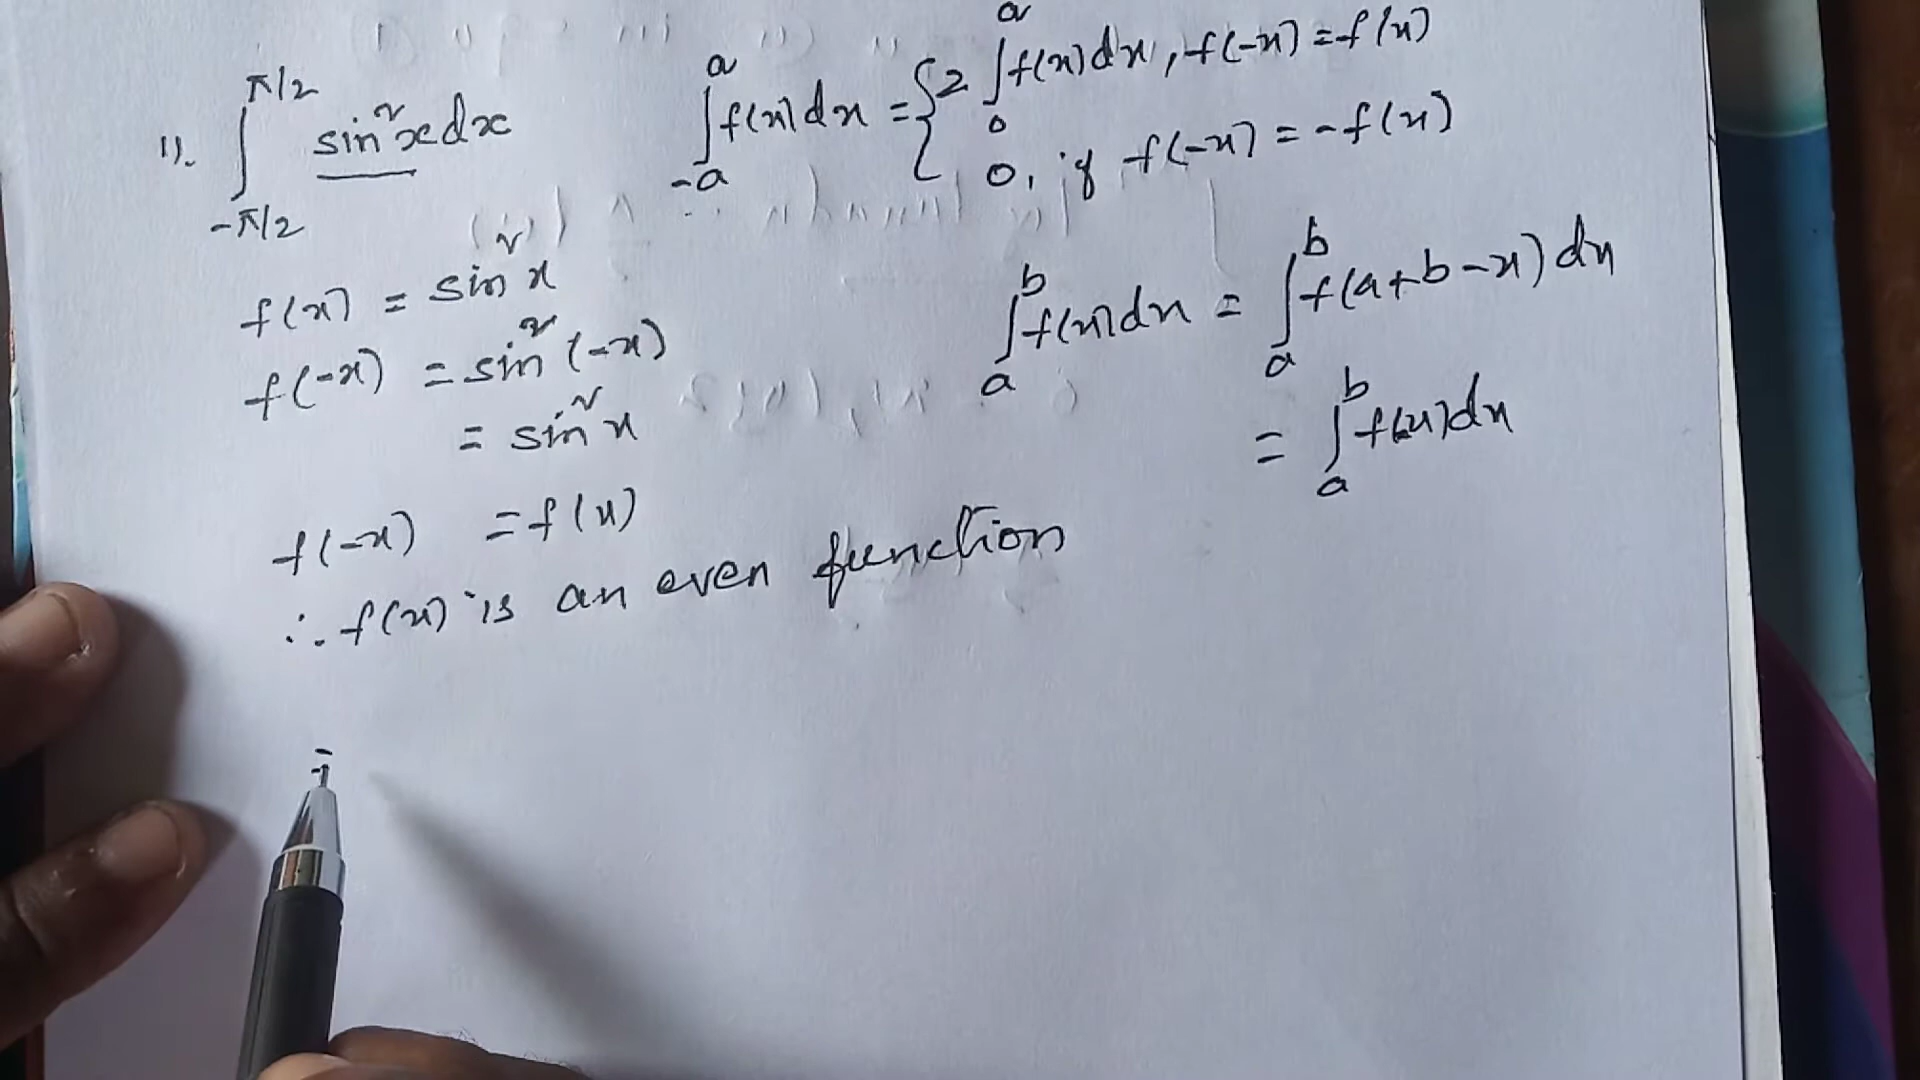 1). ∫_{-π/2}^{π/2} sin²x dx
∫_{-a}^{a} f(x) dx = { 2 ∫_{0}^{a} f(x) dx, f(-x) = f(x)
0, if f(-x) = -f(x)
f(x) = sin²x
f(-x) = sin²(-x)
= sin²x
f(-x) = f(x)
∴ f(x) is an even function
∫_{a}^{b} f(x) dx = ∫_{a}^{b} f(a+b-x) dx
= ∫_{a}^{b} f(x) dx